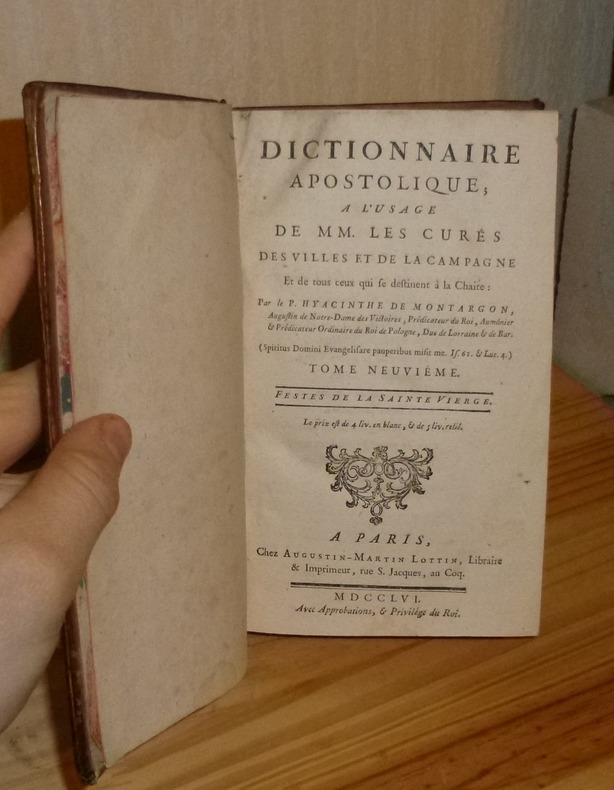 DICTIONNAIRE
APOSTOLIQUE,
A L'USAGE
DE MM. LES CURÉS
DES VILLES ET DE LA CAMPAGNE
Et de tous ceux qui se destinent à la Chaire :
Par le P. HYACINTHE DE MONTARGON,
Augustin de Notre-Dame des Victoires, Prédicateur du Roi, Aumônier
& Prédicateur Ordinaire du Roi de Pologne, Duc de Lorraine & de Bar.
(Spiritus Domini Evangelisare pauperibus misit me. Is. 61. & Luc. 4.)
TOME NEUVIÉME.
FESTES DE LA SAINTE VIERGE.
Le prix est de 4 liv. en blanc, & de 5 liv. relié.
A PARIS,
Chez AUGUSTIN-MARTIN LOTTIN, Libraire
& Imprimeur, rue S. Jacques, au Coq.
MDCCLVI.
Avec Approbations, & Privilége du Roi.